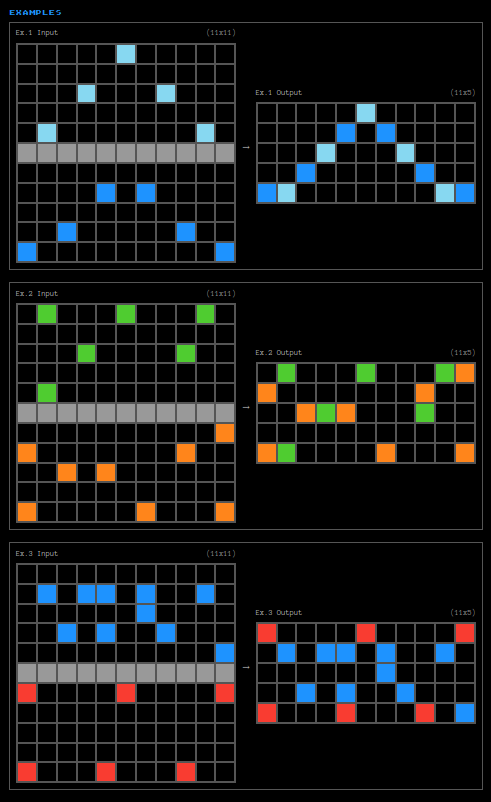 EXAMPLES
Ex.1 Input (11x11)
Ex.1 Output (11x5)
→
Ex.2 Input (11x11)
Ex.2 Output (11x5)
→
Ex.3 Input (11x11)
Ex.3 Output (11x5)
→